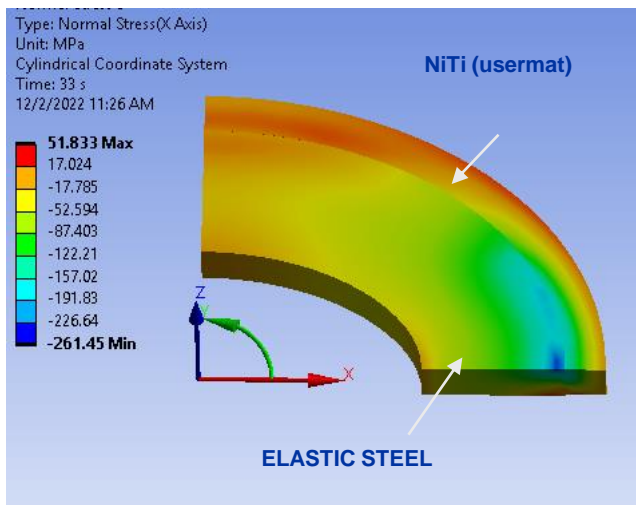 Type: Normal Stress(X Axis)
Unit: MPa
Cylindrical Coordinate System
Time: 33 s
12/2/2022 11:26 AM
NiTi (usermat)
51.833 Max
17.024
-17.785
-52.594
-87.403
-122.21
-157.02
-191.83
-226.64
-261.45 Min
Z
Y
X
ELASTIC STEEL